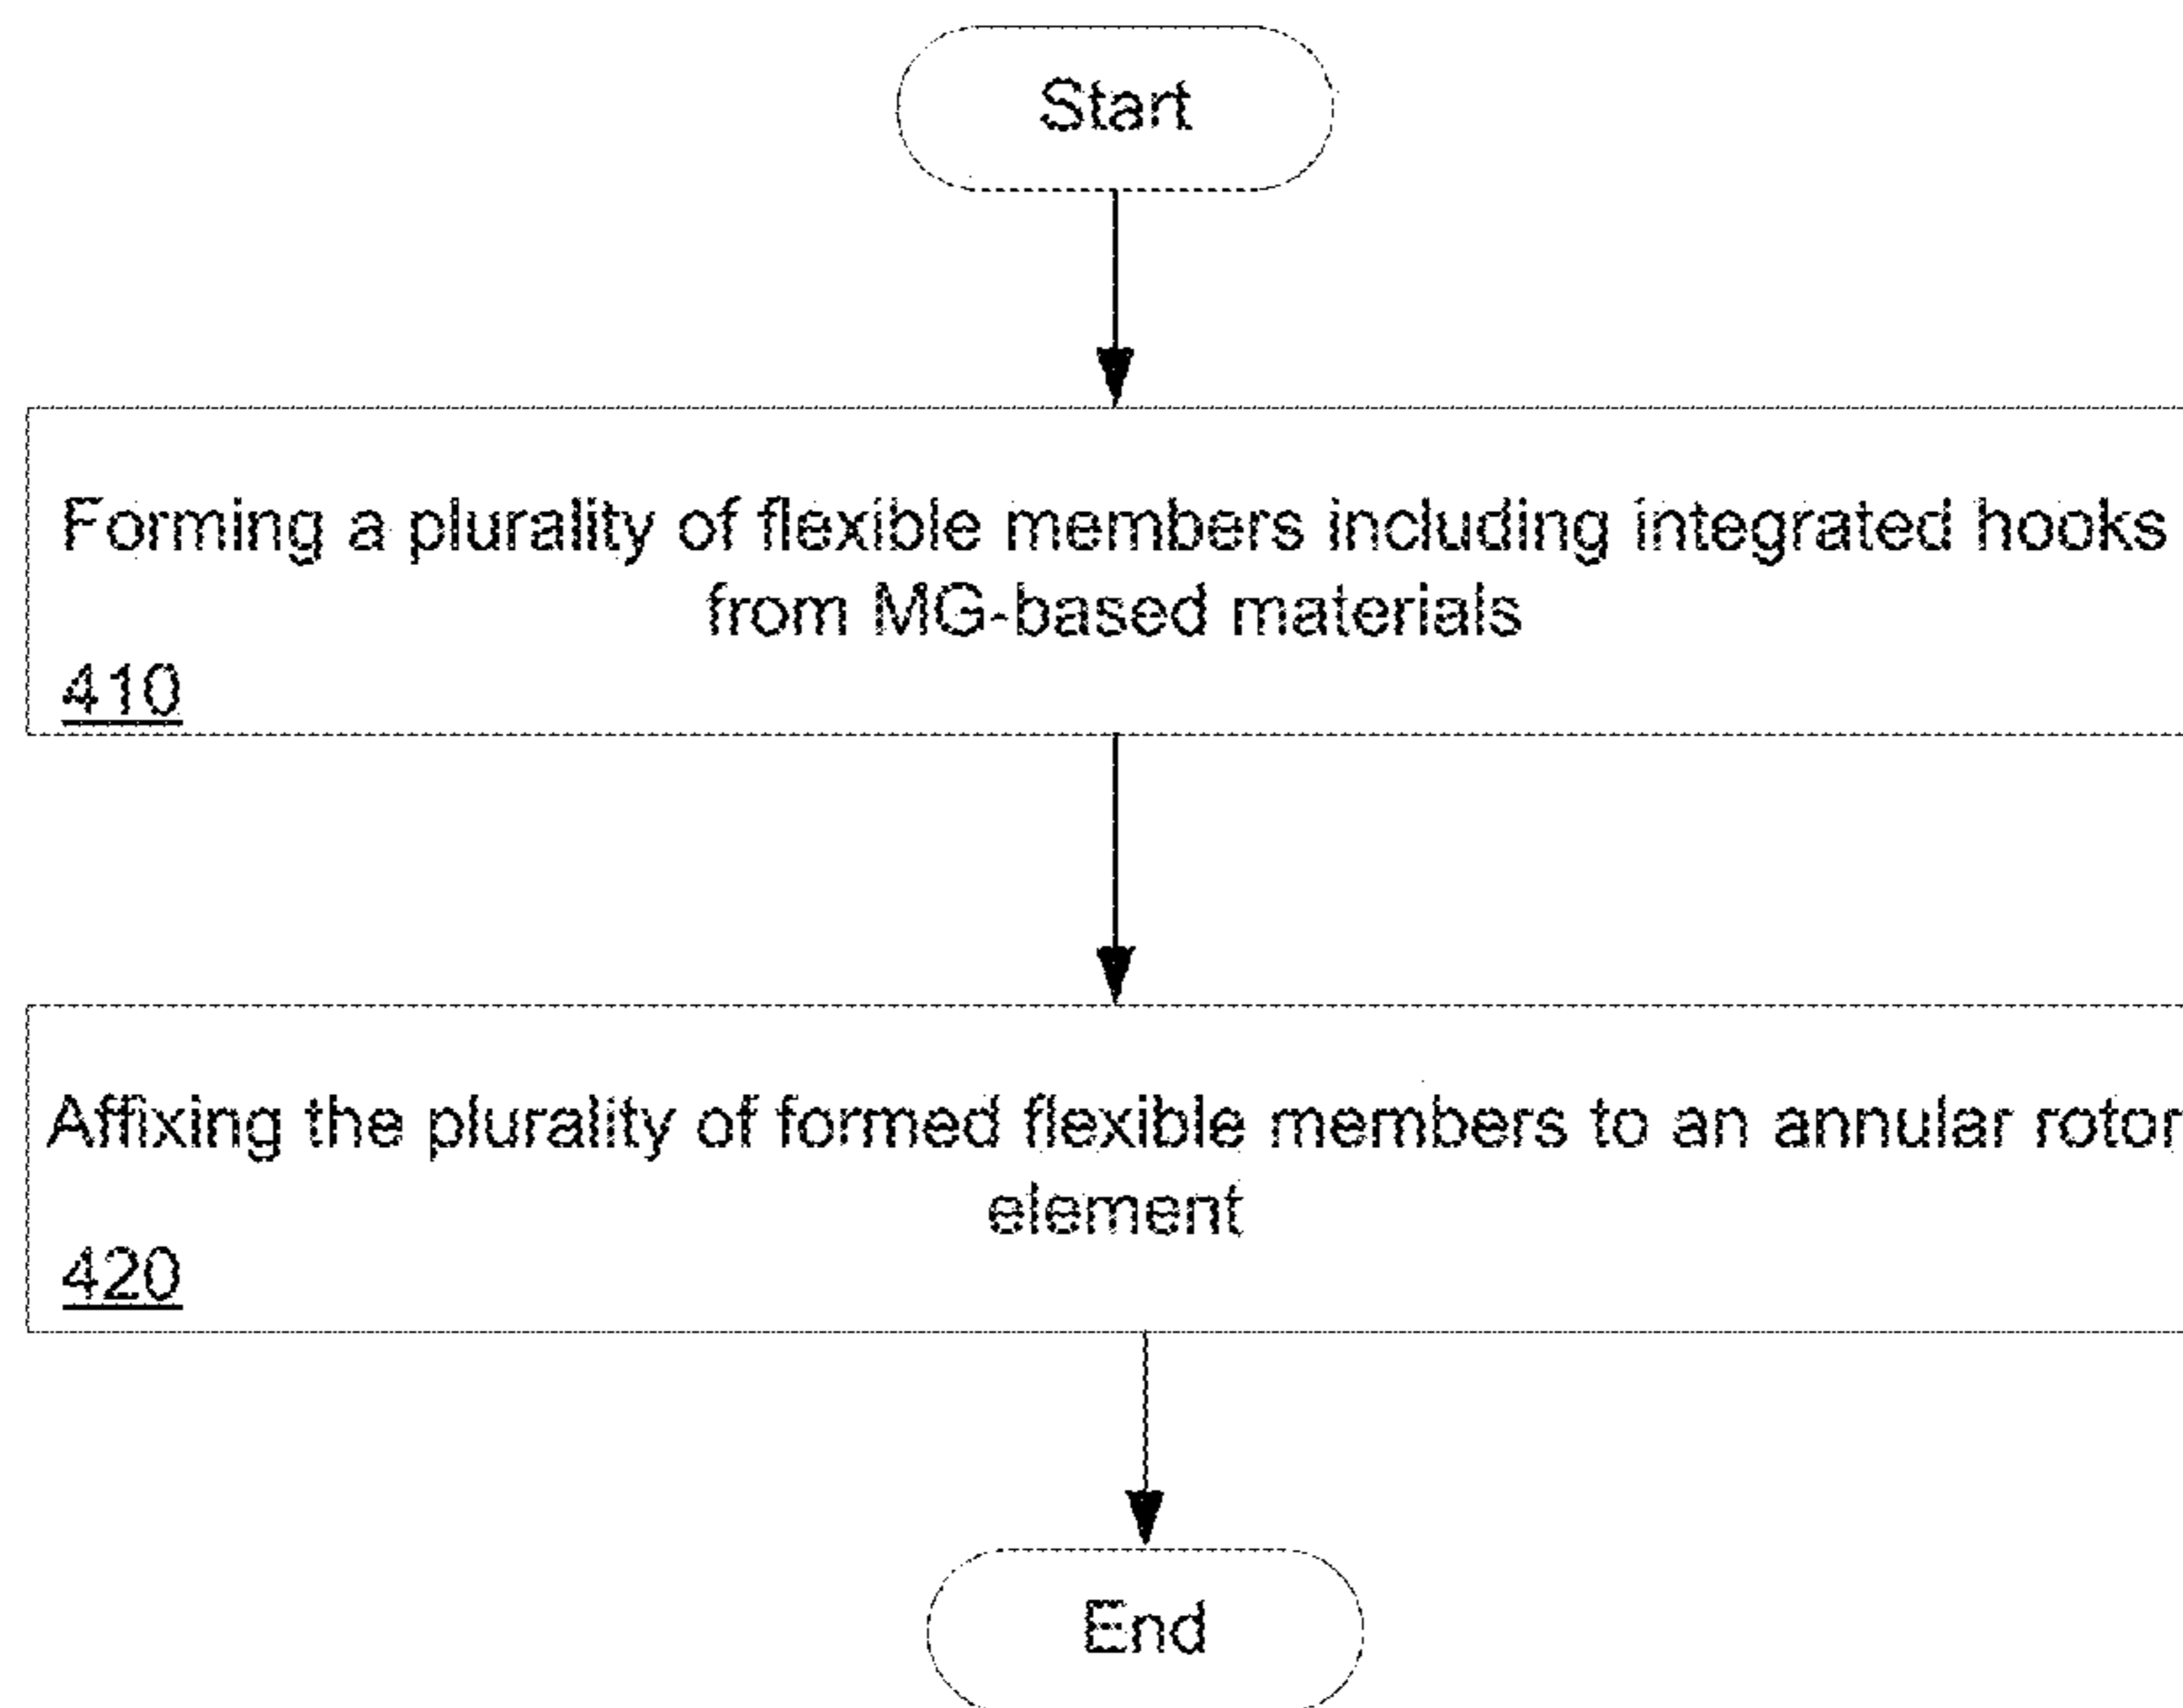 Start
Forming a plurality of flexible members including integrated hooks
from MG-based materials
410
Affixing the plurality of formed flexible members to an annular rotor
element
420
End